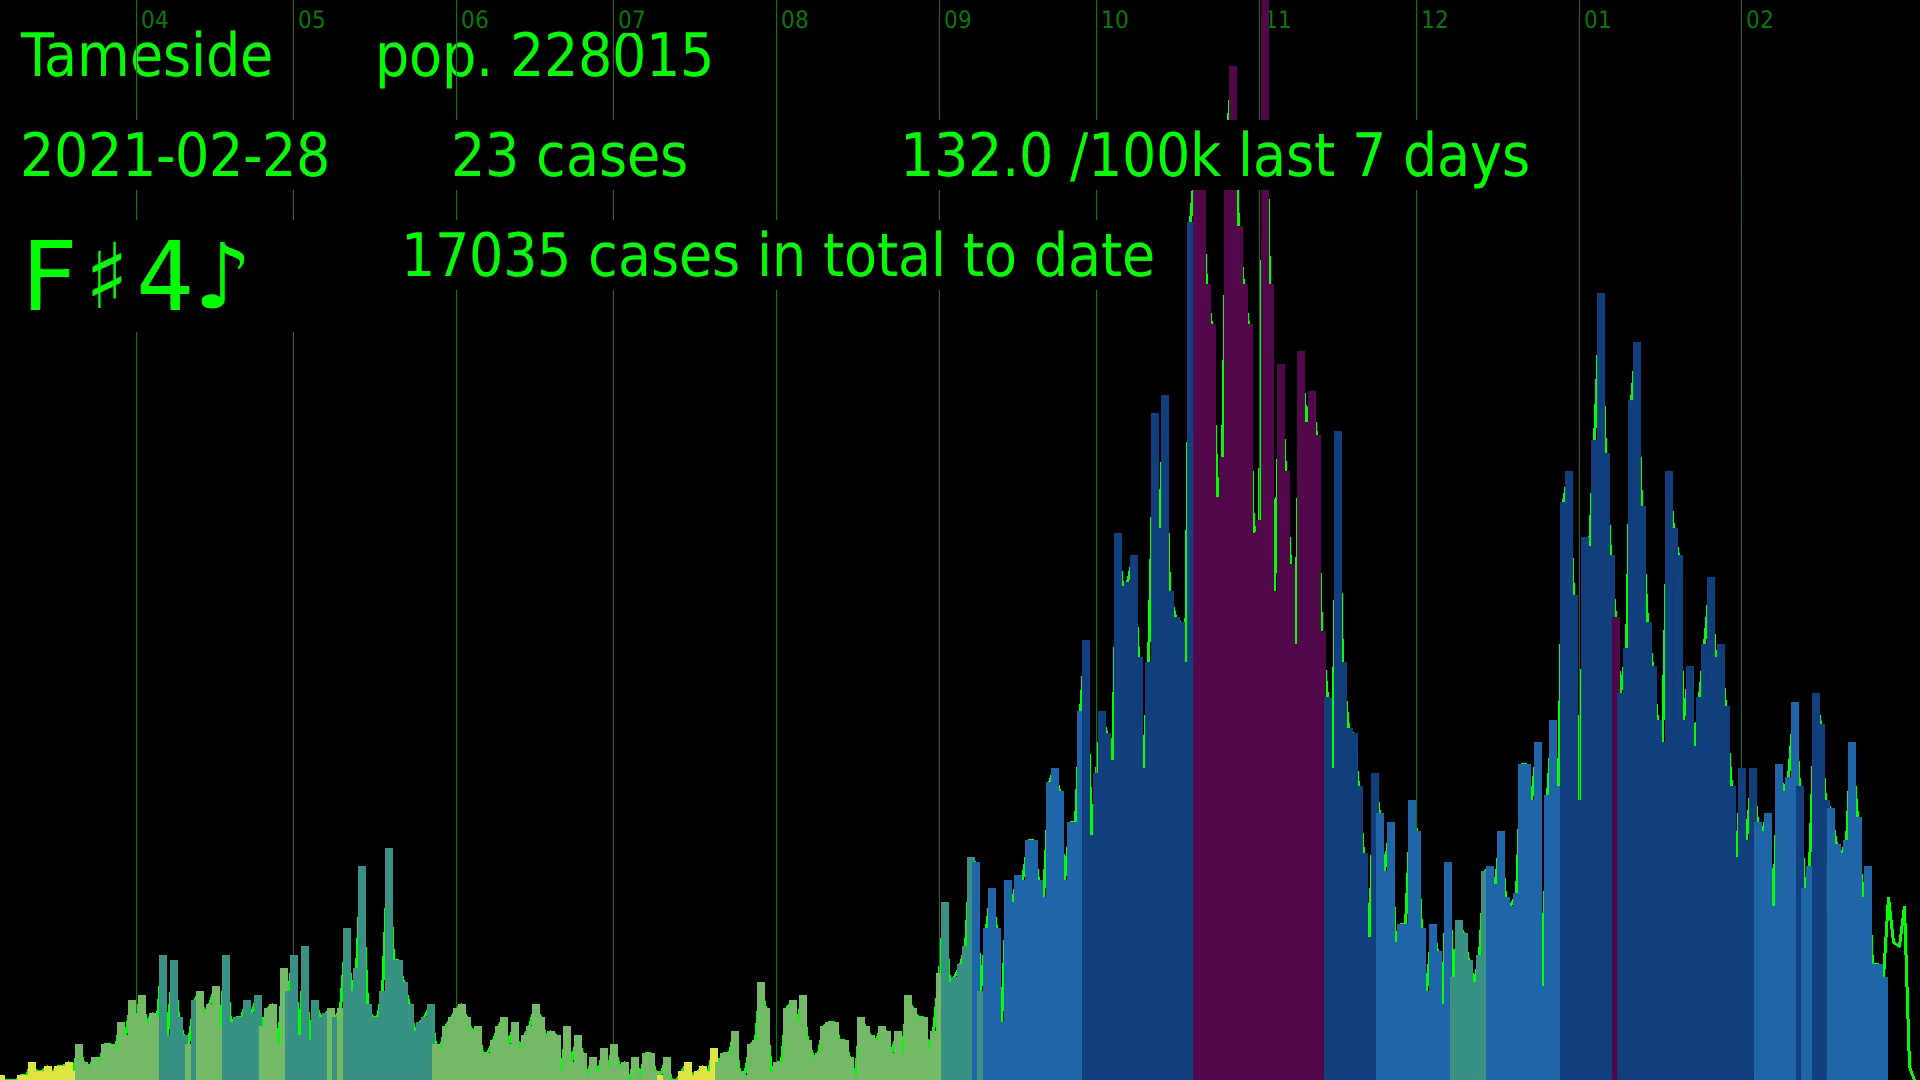 04 05 06 07 08 09 10 11 12 01 02
Tameside pop. 228015
2021-02-28 23 cases 132.0 /100k last 7 days
F♯4♪ 17035 cases in total to date